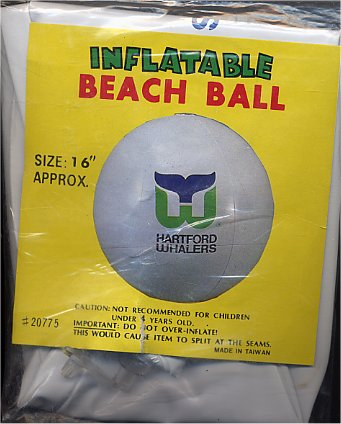 INFLATABLE
BEACH BALL
SIZE: 16"
APPROX.
HARTFORD
WHALERS
CAUTION: NOT RECOMMENDED FOR CHILDREN
UNDER 4 YEARS OLD.
#20775
IMPORTANT: DO NOT OVER-INFLATE!
THIS WOULD CAUSE ITEM TO SPLIT AT THE SEAMS.
MADE IN TAIWAN